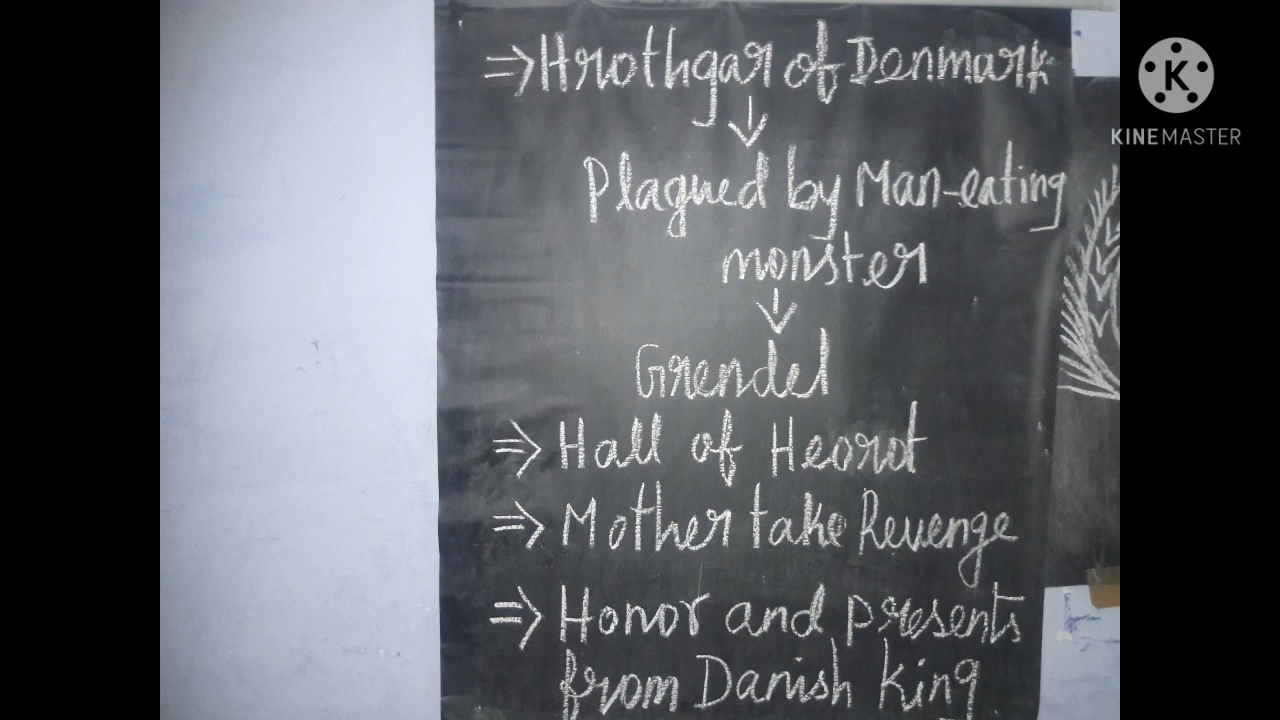 ⇒Hrothgar of Denmark
↓
Plagued by Man-eating
monster
↓
Grendel
⇒ Hall of Heorot
⇒ Mother take Revenge
⇒ Honor and presents
from Danish King
K
KINEMASTER